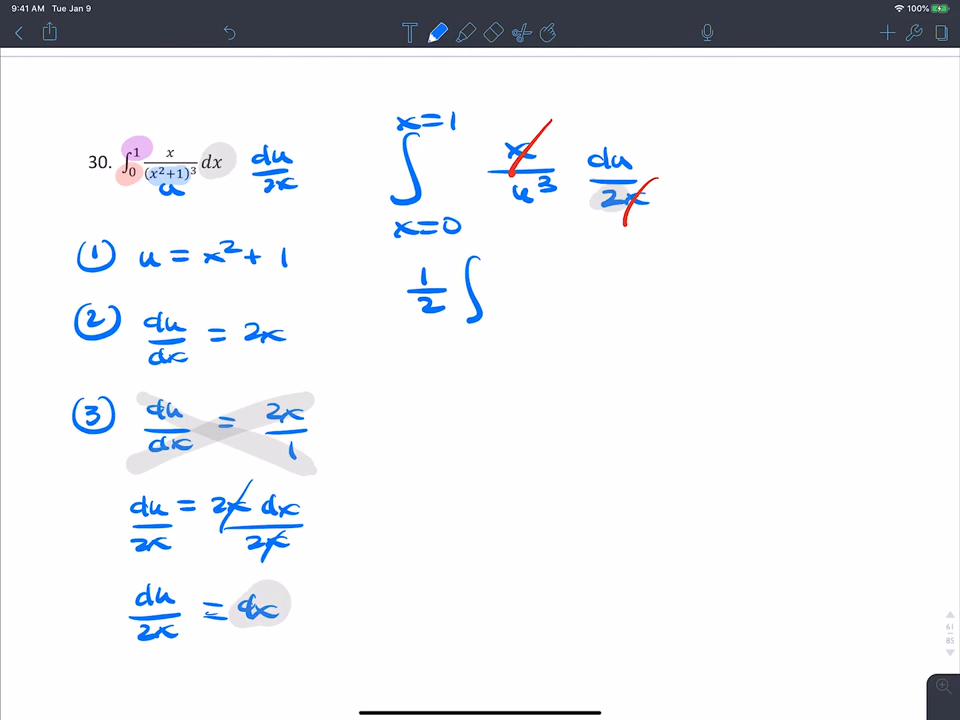 9:41 AM Tue Jan 9
100%
T
30. ∫₀¹ x/(x²+1)³ dx
u
du/2x
① u = x² + 1
② du/dx = 2x
③ du/dx = 2x/1
du/2x = 2x dx/2x
du/2x = dx
x=1
∫ x/u³ du/2x
x=0
1/2 ∫
61
85